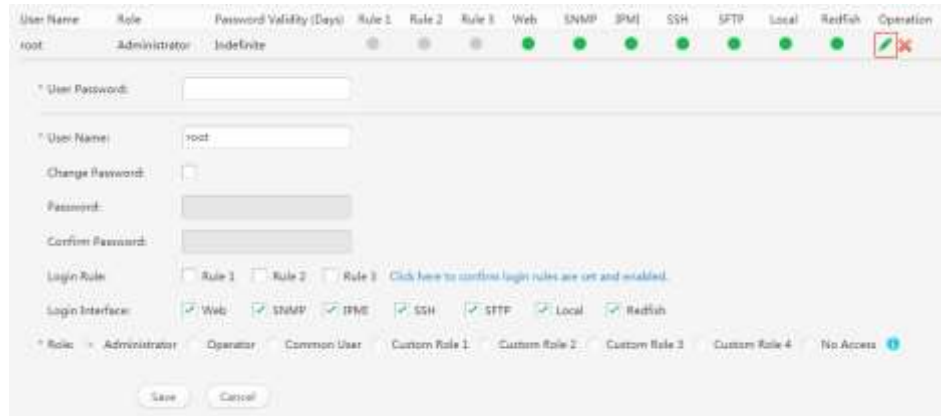 User Name Role Password Validity (Days) Rule 1 Rule 2 Rule 3 Web SNMP IPMI SSH SFTP Local Redfish Operation
root Administrator Indefinite
* User Password:
* User Name: root
Change Password:
Password:
Confirm Password:
Login Rule: Rule 1 Rule 2 Rule 3 Click here to confirm login rules are set and enabled.
Login Interface: Web SNMP IPMI SSH SFTP Local Redfish
* Role: Administrator Operator Common User Custom Role 1 Custom Role 2 Custom Role 3 Custom Role 4 No Access
Save Cancel